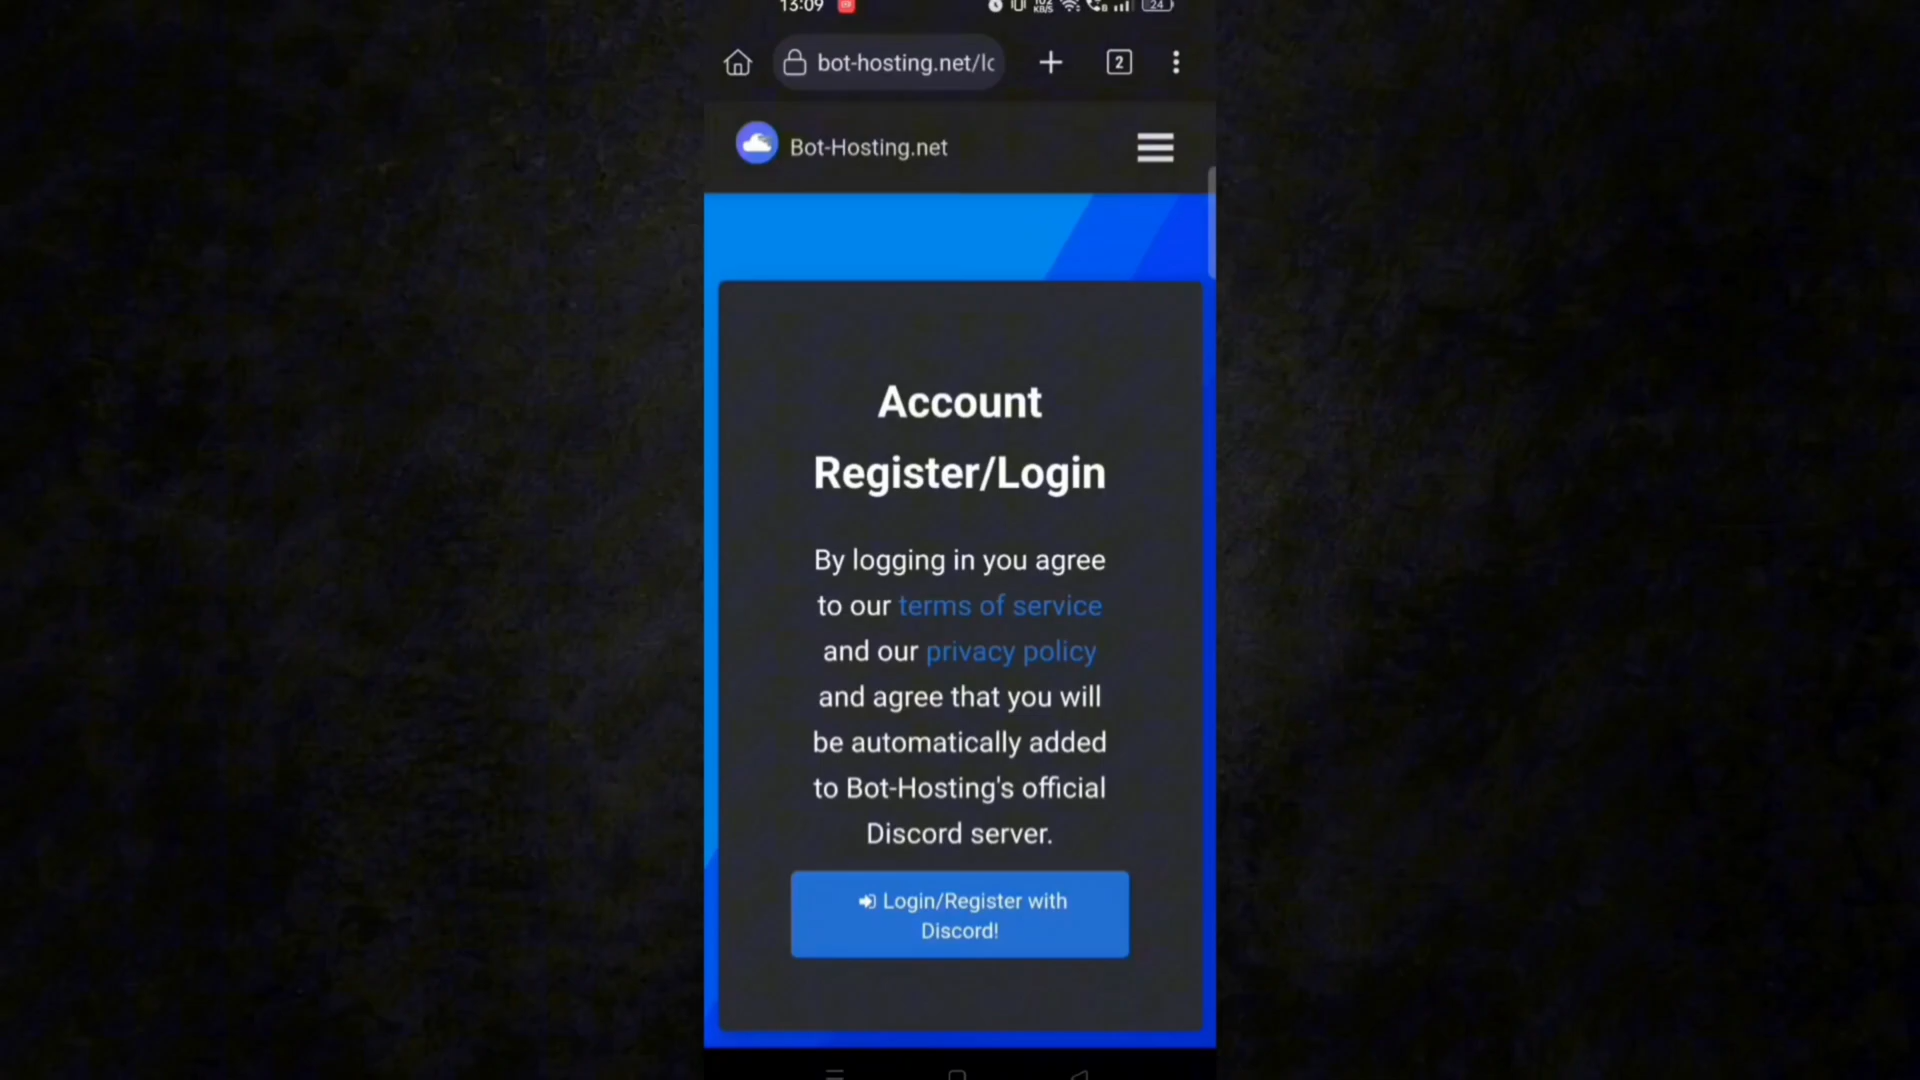 13:09
KB/S
24
bot-hosting.net/lc
2
Bot-Hosting.net
Account
Register/Login
By logging in you agree
to our terms of service
and our privacy policy
and agree that you will
be automatically added
to Bot-Hosting's official
Discord server.
Login/Register with
Discord!